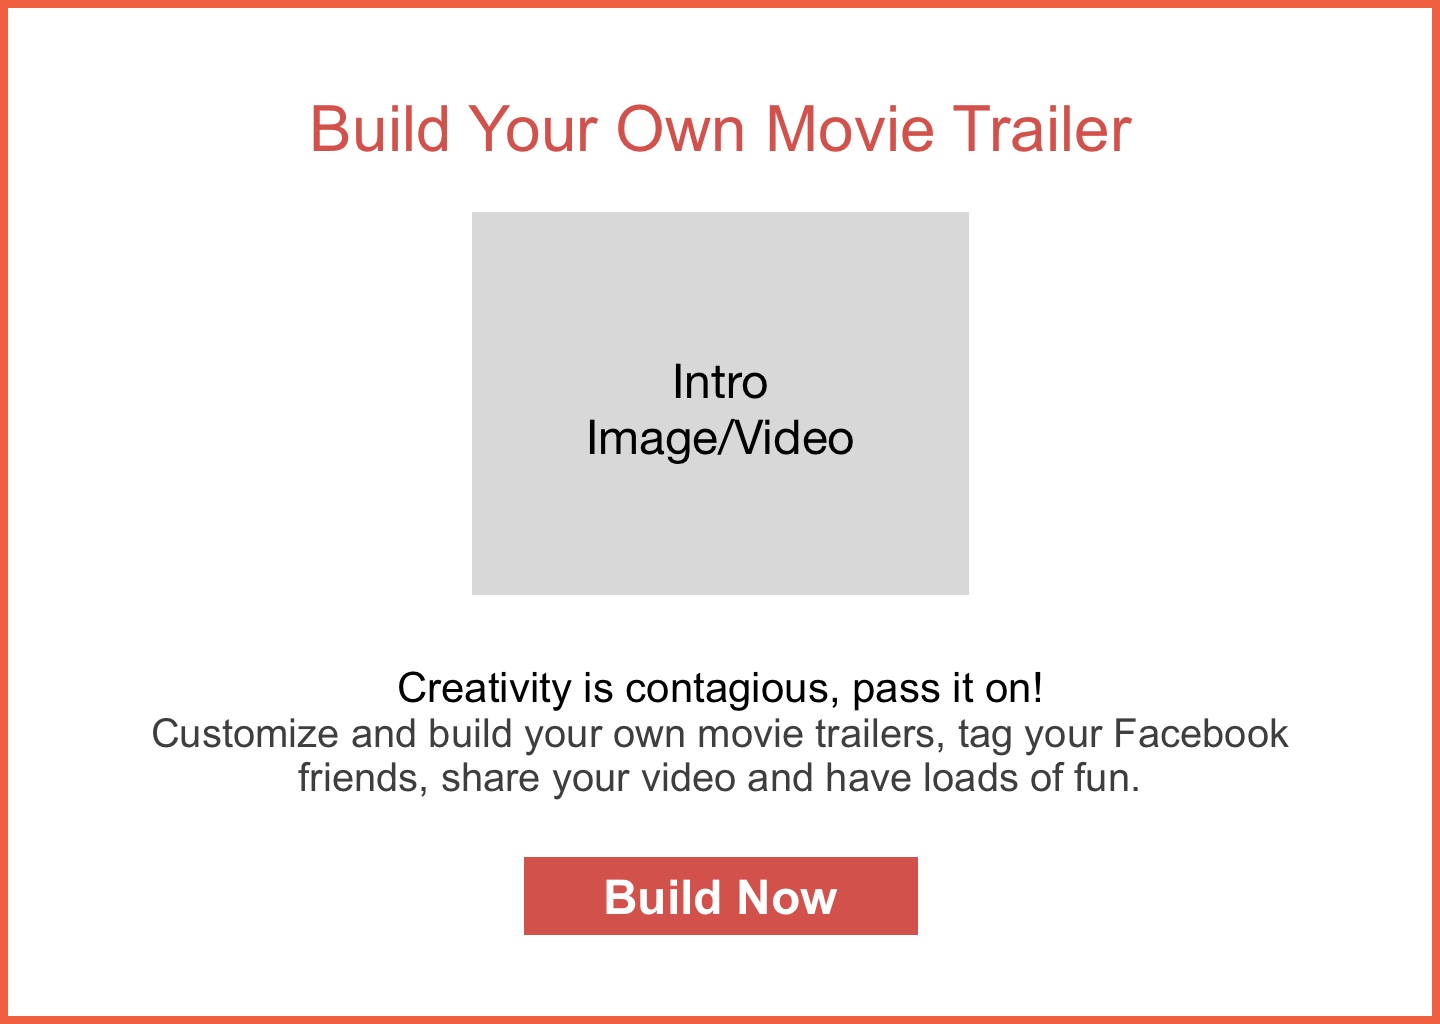 Build Your Own Movie Trailer
Intro
Image/Video
Creativity is contagious, pass it on!
Customize and build your own movie trailers, tag your Facebook
friends, share your video and have loads of fun.
Build Now